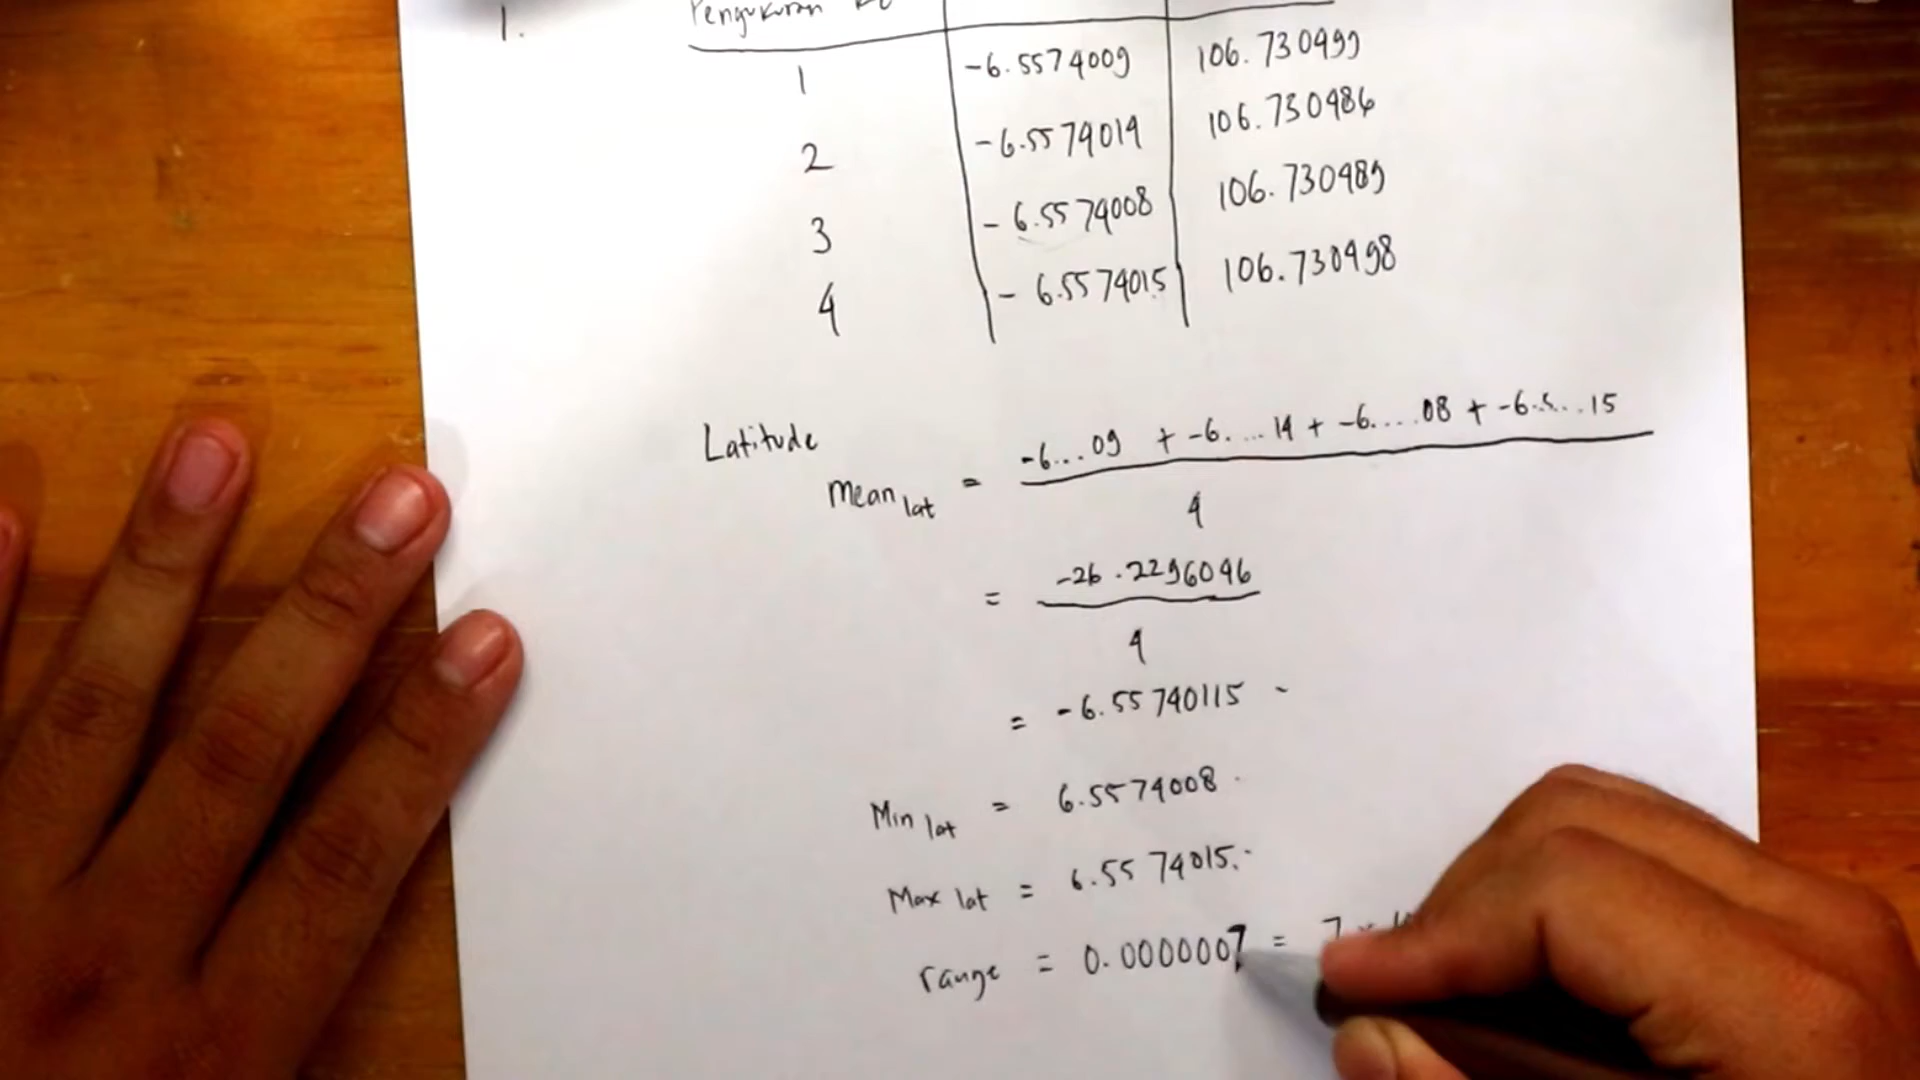 1. Pengukuran ke
1 -6.5574009 106.730499
2 -6.5574014 106.730486
3 -6.5574008 106.730489
4 -6.5574015 106.730498
Latitude
Mean lat = -6...09 + -6....14 + -6....08 + -6.5...15
4
= -26.2296046
4
= -6.55740115
Min lat = 6.5574008
Max lat = 6.5574015
range = 0.0000007 = 7 x